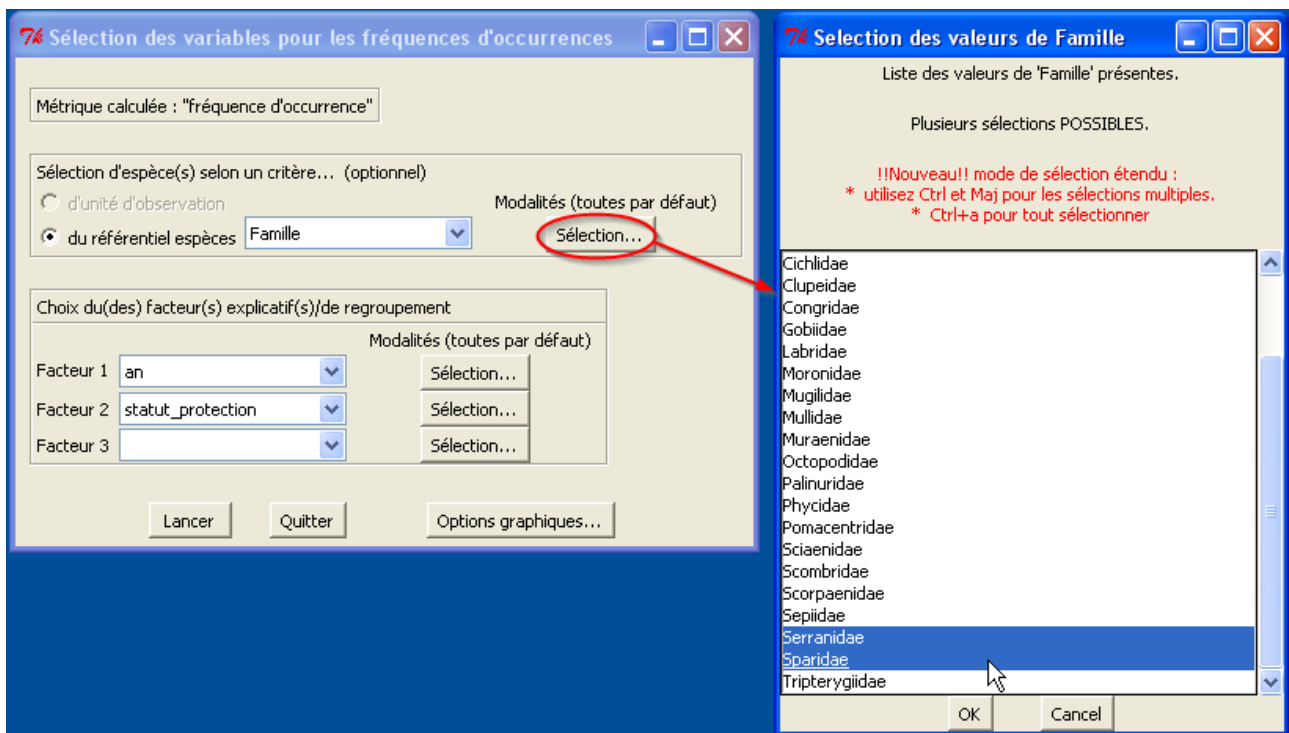 Sélection des variables pour les fréquences d'occurrences
Métrique calculée : "fréquence d'occurrence"
Sélection d'espèce(s) selon un critère... (optionnel)
d'unité d'observation
Modalités (toutes par défaut)
du référentiel espèces Famille Sélection...
Choix du(des) facteur(s) explicatif(s)/de regroupement
Modalités (toutes par défaut)
Facteur 1 an Sélection...
Facteur 2 statut_protection Sélection...
Facteur 3 Sélection...
Lancer Quitter Options graphiques...
Selection des valeurs de Famille
Liste des valeurs de 'Famille' présentes.
Plusieurs sélections POSSIBLES.
!!Nouveau!! mode de sélection étendu :
* utilisez Ctrl et Maj pour les sélections multiples.
* Ctrl+a pour tout sélectionner
Cichlidae
Clupeidae
Congridae
Gobiidae
Labridae
Moronidae
Mugilidae
Mullidae
Muraenidae
Octopodidae
Palinuridae
Phycidae
Pomacentridae
Sciaenidae
Scombridae
Scorpaenidae
Sepiidae
Serranidae
Sparidae
Tripterygiidae
OK Cancel